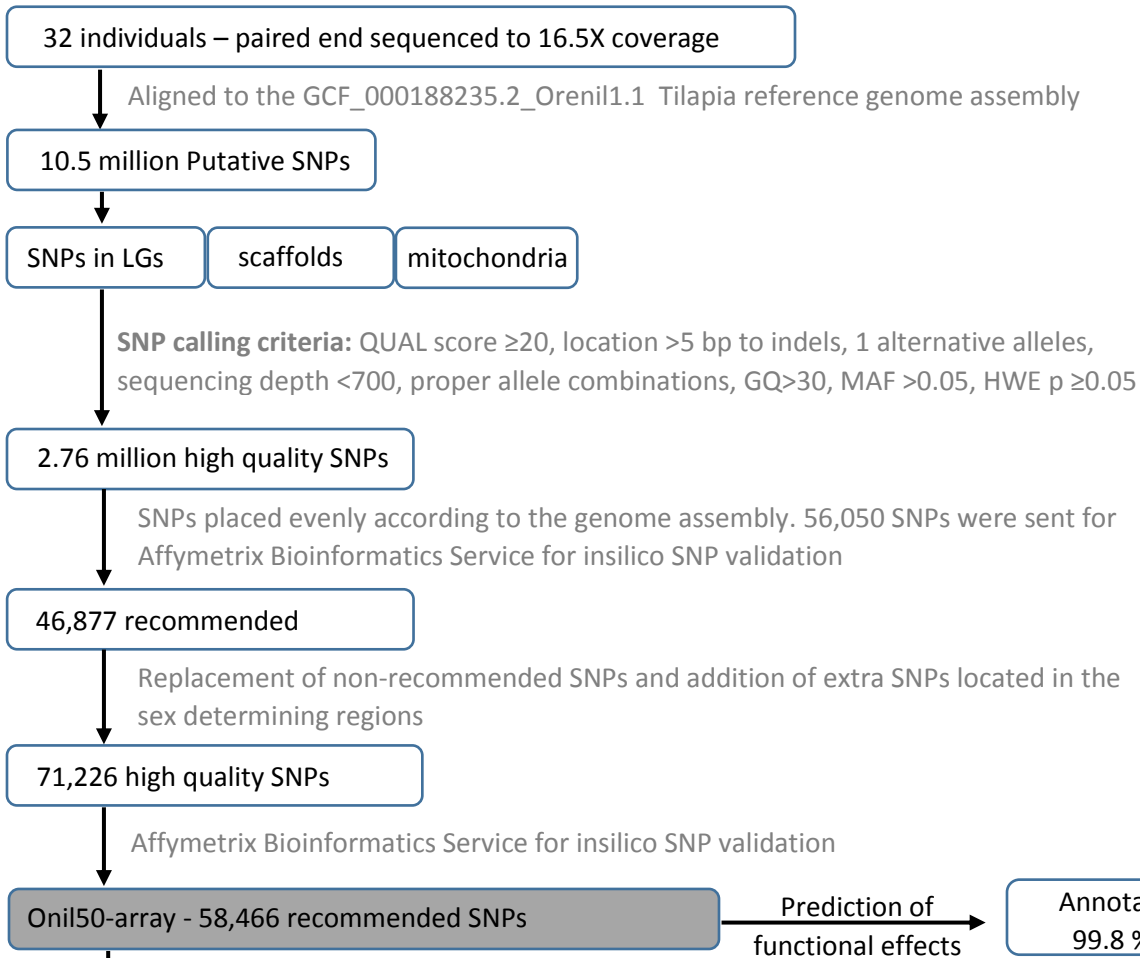 32 individuals – paired end sequenced to 16.5X coverage
Aligned to the GCF_000188235.2_Orenil1.1 Tilapia reference genome assembly
10.5 million Putative SNPs
SNPs in LGs
scaffolds
mitochondria
SNP calling criteria: QUAL score ≥20, location >5 bp to indels, 1 alternative alleles,
sequencing depth <700, proper allele combinations, GQ>30, MAF >0.05, HWE p ≥0.05
2.76 million high quality SNPs
SNPs placed evenly according to the genome assembly. 56,050 SNPs were sent for
Affymetrix Bioinformatics Service for insilico SNP validation
46,877 recommended
Replacement of non-recommended SNPs and addition of extra SNPs located in the
sex determining regions
71,226 high quality SNPs
Affymetrix Bioinformatics Service for insilico SNP validation
Onil50-array - 58,466 recommended SNPs
Prediction of
functional effects
Annota
99.8 %